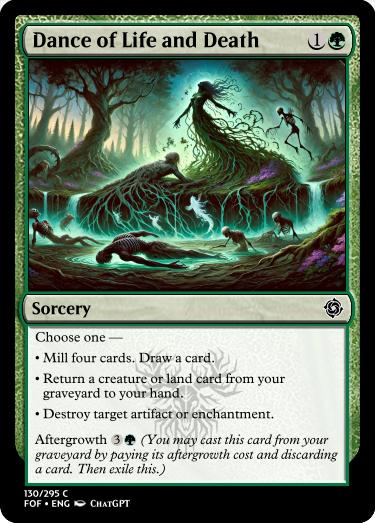 Dance of Life and Death 1
Sorcery
Choose one —
• Mill four cards. Draw a card.
• Return a creature or land card from your
graveyard to your hand.
• Destroy target artifact or enchantment.
Aftergrowth 3 (You may cast this card from your
graveyard by paying its aftergrowth cost and discarding
a card. Then exile this.)
130/295 C
FOF • ENG ChatGPT